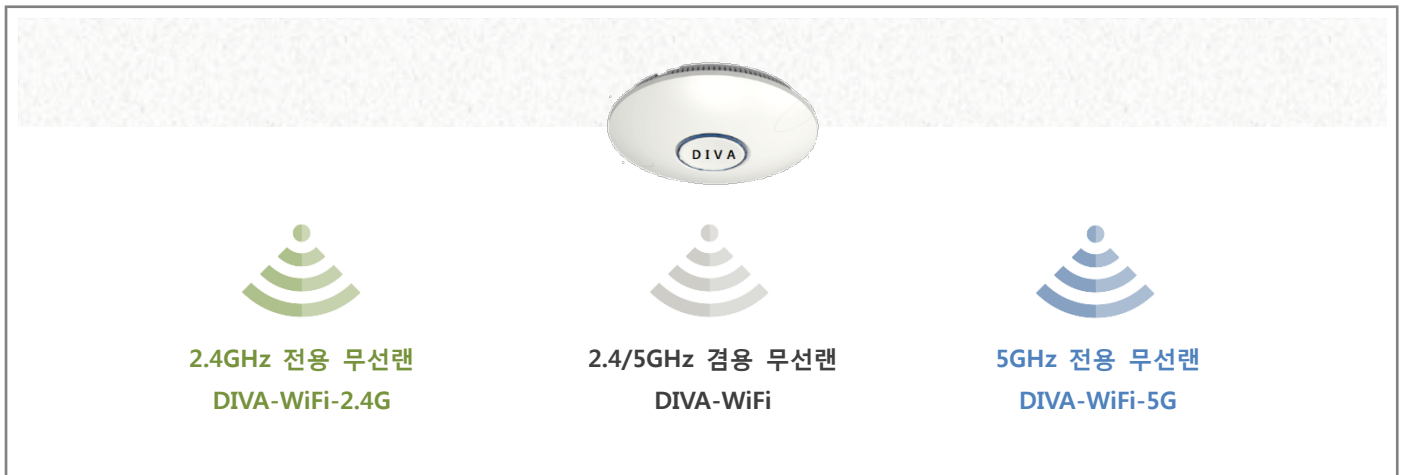 DIVA
2.4GHz 전용 무선랜
DIVA-WiFi-2.4G
2.4/5GHz 겸용 무선랜
DIVA-WiFi
5GHz 전용 무선랜
DIVA-WiFi-5G